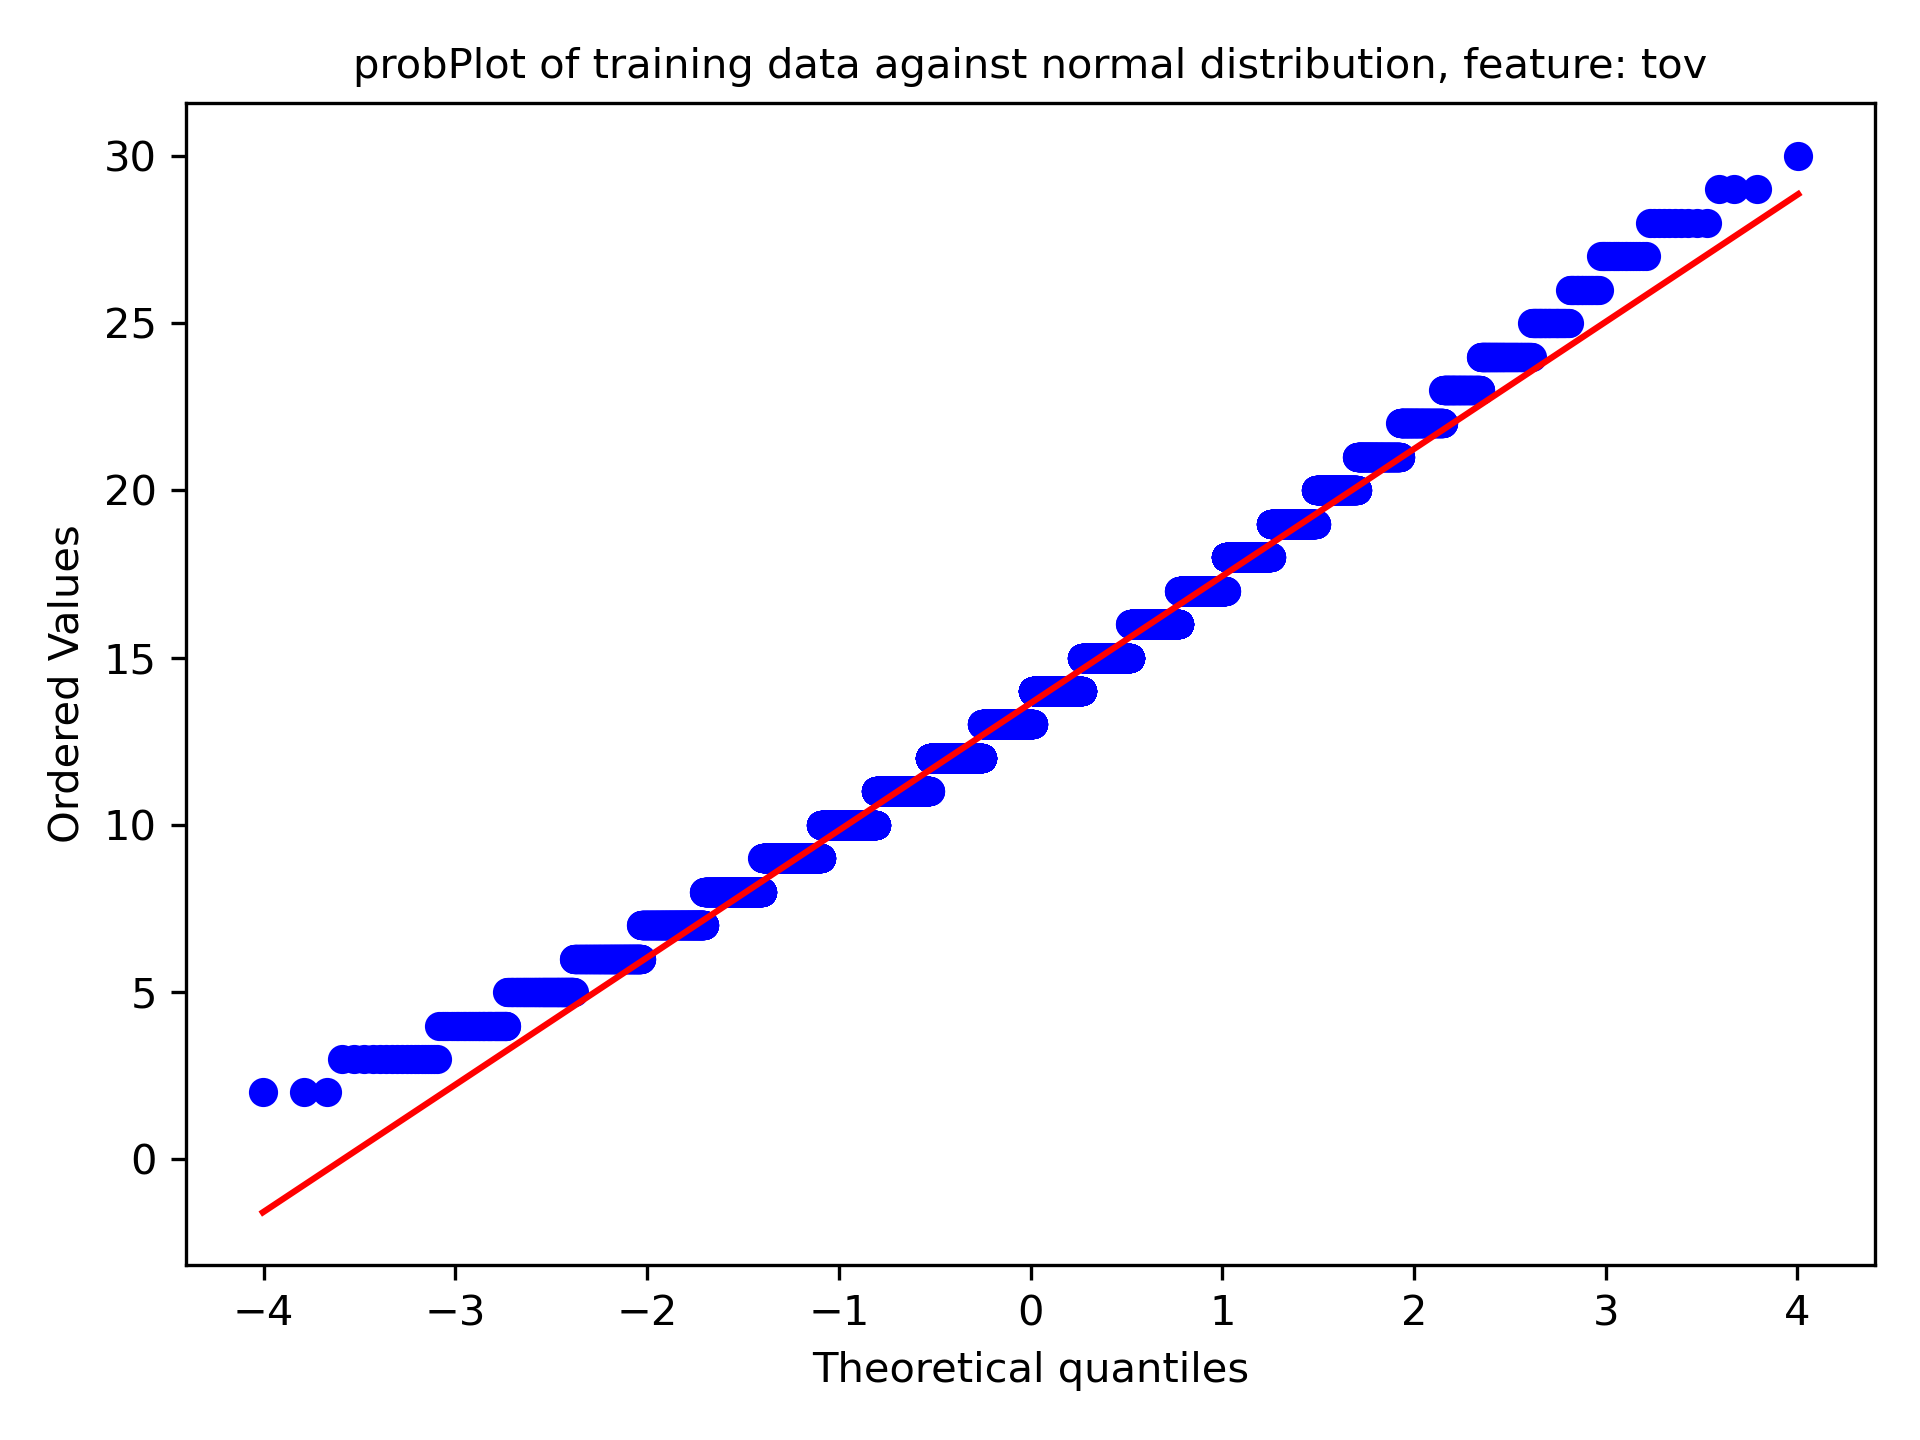 probPlot of training data against normal distribution, feature: tov
30
25
20
15
10
5
0
Ordered Values
−4 −3 −2 −1 0 1 2 3 4
Theoretical quantiles